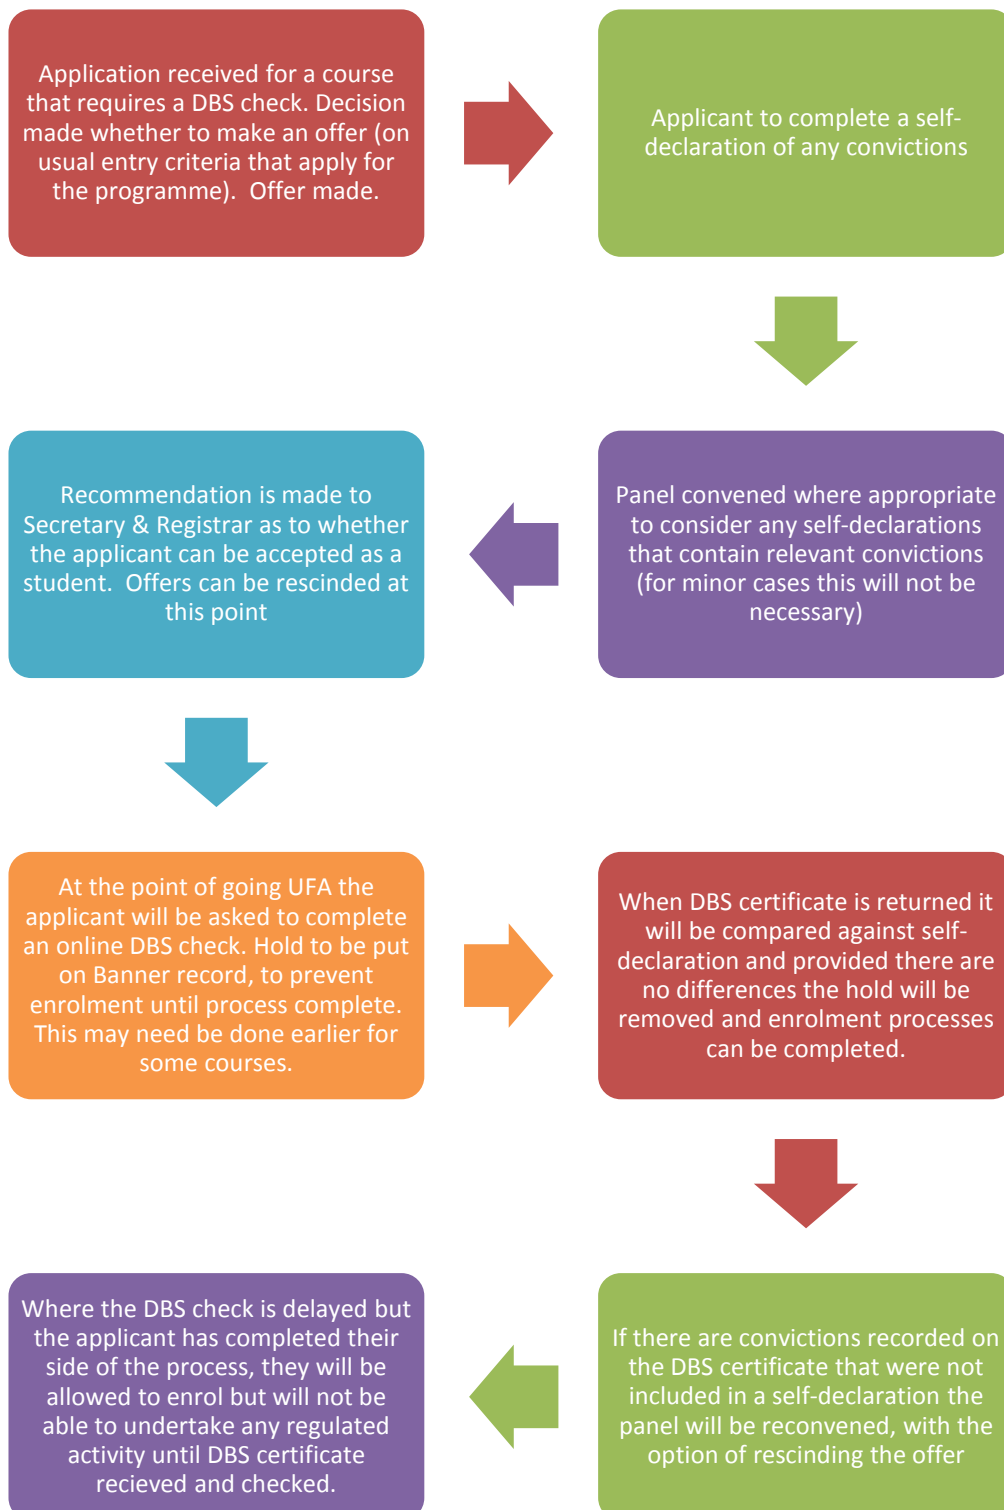 Application received for a course
that requires a DBS check. Decision
made whether to make an offer (on
usual entry criteria that apply for
the programme).  Offer made.
Applicant to complete a self-
declaration of any convictions
Panel convened where appropriate
to consider any self-declarations
that contain relevant convictions
(for minor cases this will not be
necessary)
Recommendation is made to
Secretary & Registrar as to whether
the applicant can be accepted as a
student.  Offers can be rescinded at
this point
At the point of going UFA the
applicant will be asked to complete
an online DBS check. Hold to be put
on Banner record, to prevent
enrolment until process complete.
This may need be done earlier for
some courses.
When DBS certificate is returned it
will be compared against self-
declaration and provided there are
no differences the hold will be
removed and enrolment processes
can be completed.
If there are convictions recorded on
the DBS certificate that were not
included in a self-declaration the
panel will be reconvened, with the
option of rescinding the offer
Where the DBS check is delayed but
the applicant has completed their
side of the process, they will be
allowed to enrol but will not be
able to undertake any regulated
activity until DBS certificate
recieved and checked.